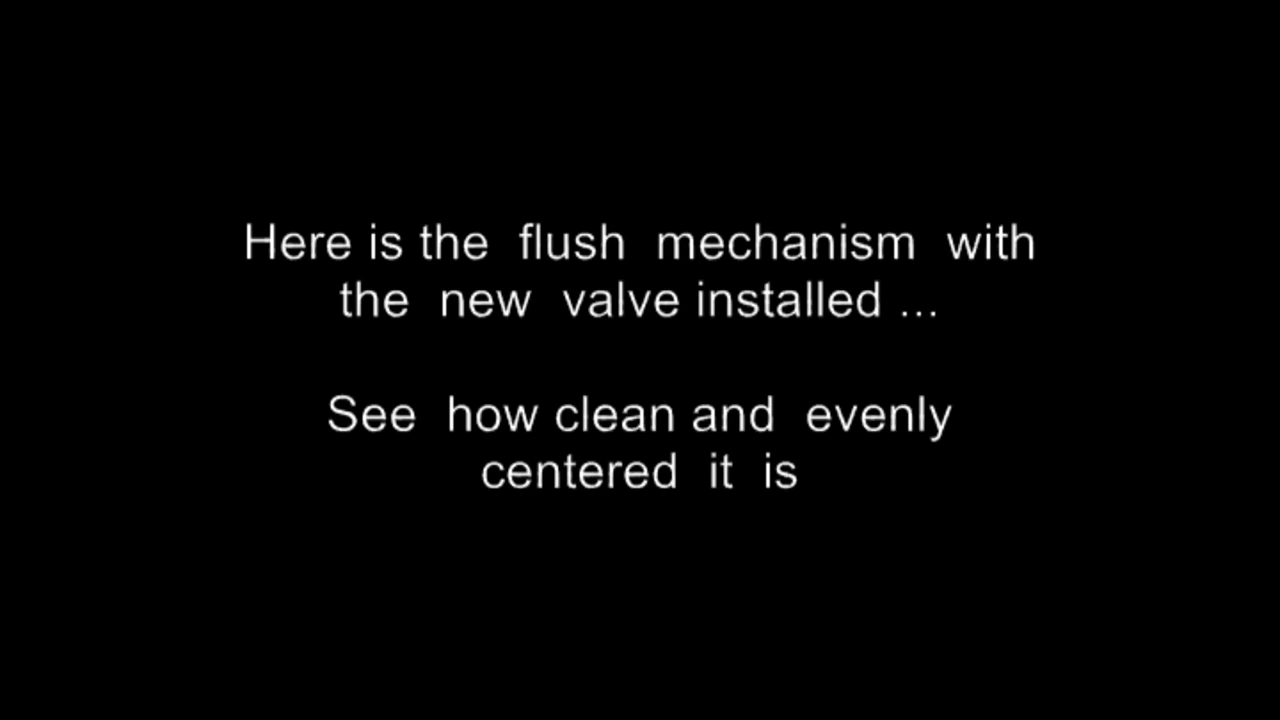 Here is the flush mechanism with
the new valve installed ...
See how clean and evenly
centered it is